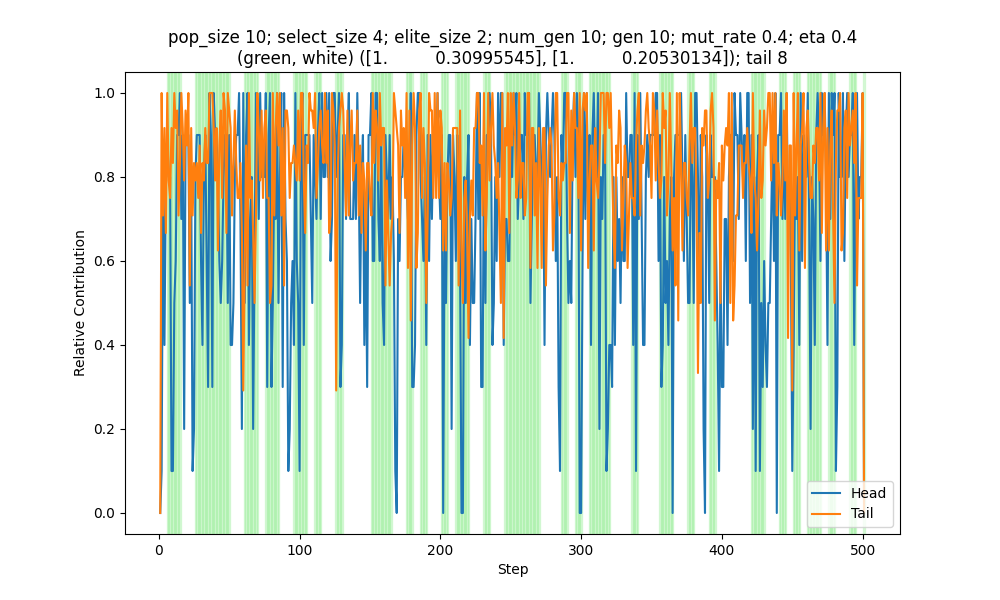 pop_size 10; select_size 4; elite_size 2; num_gen 10; gen 10; mut_rate 0.4; eta 0.4
(green, white) ([1.          0.30995545], [1.          0.20530134]); tail 8
1.0
0.8
0.6
0.4
0.2
0.0
Relative Contribution
Head
Tail
0
100
200
300
400
500
Step